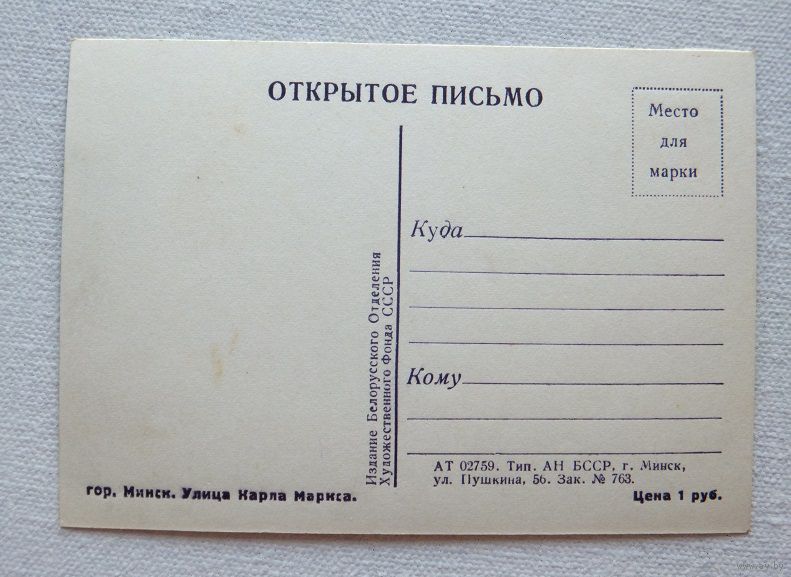 ОТКРЫТОЕ ПИСЬМО
Место
для
марки
Куда
Кому
Издание Белорусского Отделения
Художественного Фонда СССР
АТ 02759. Тип. АН БССР, г. Минск,
ул. Пушкина, 56. Зак. № 763.
гор. Минск. Улица Карла Маркса.
Цена 1 руб.